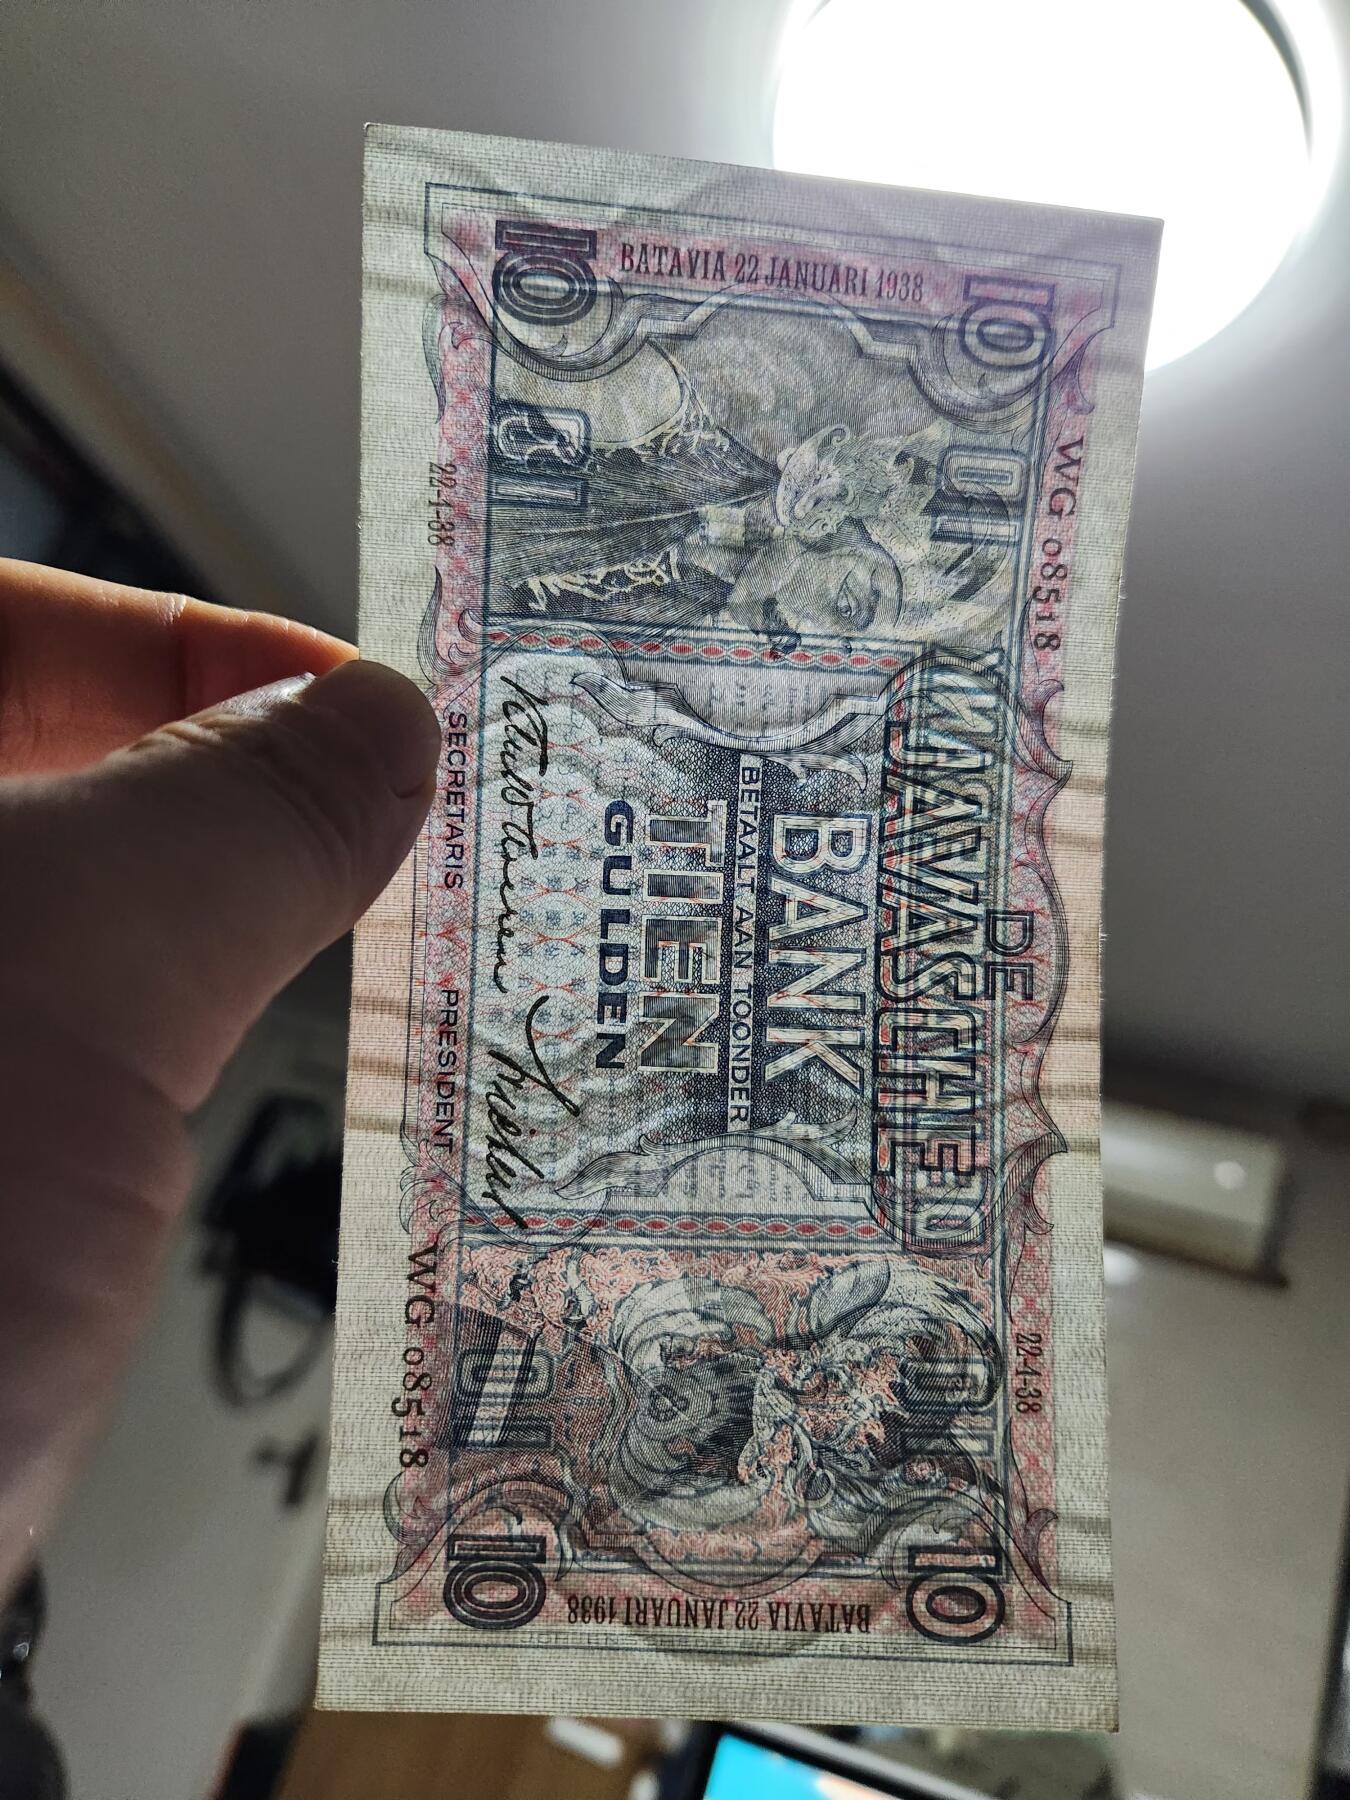 BATAVIA 22 JANUARI 1938
10
10
WG 08518
22-1-38
DE
JAVASCHE
BANK
BETAALT AAN TOONDER
TIEN
GULDEN
SECRETARIS
PRESIDENT
22-1-38
WG 08518
10
10
BATAVIA 22 JANUARI 1938